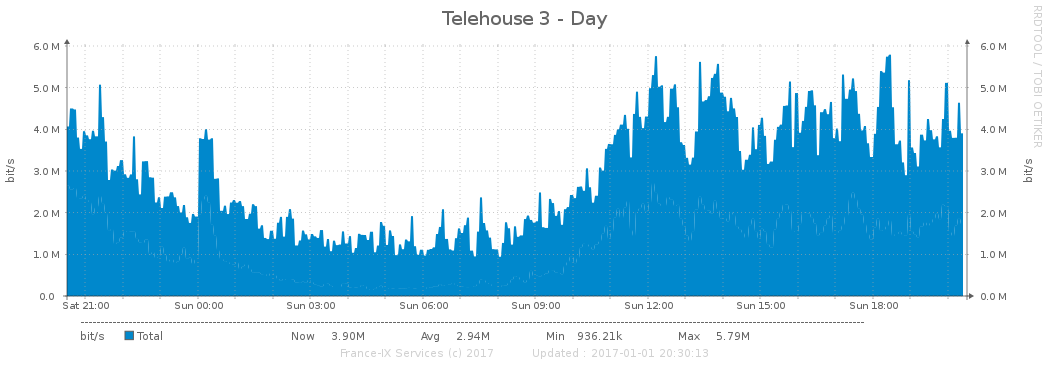 Telehouse 3 - Day
RRDTOOL / TOBI OETIKER
bit/s
6.0 M 6.0 M
5.0 M 5.0 M
4.0 M 4.0 M
3.0 M 3.0 M
2.0 M 2.0 M
1.0 M 1.0 M
0.0 0.0 M
bit/s
Sat 21:00 Sun 00:00 Sun 03:00 Sun 06:00 Sun 09:00 Sun 12:00 Sun 15:00 Sun 18:00
bit/s Total Now 3.90M Avg 2.94M Min 936.21k Max 5.79M
France-IX Services (c) 2017 Updated : 2017-01-01 20:30:13